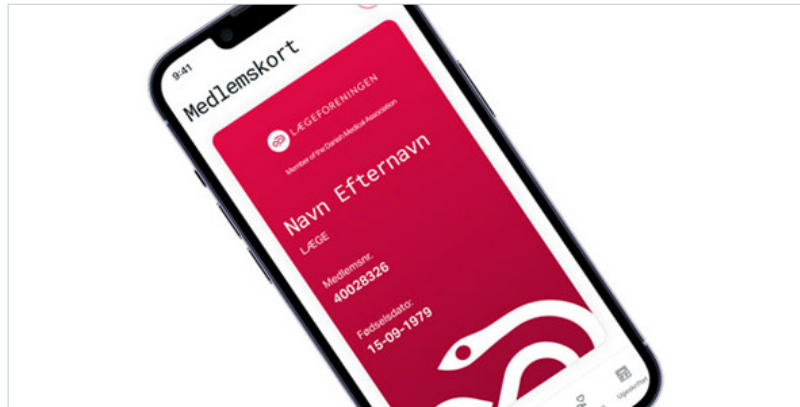 9:41
Medlemskort
LÆGEFORENINGEN
Member of the Danish Medical Association
Navn Efternavn
LÆGE
Medlemsnr.
40028326
Fødselsdato:
15-09-1979
Ugeskriftet